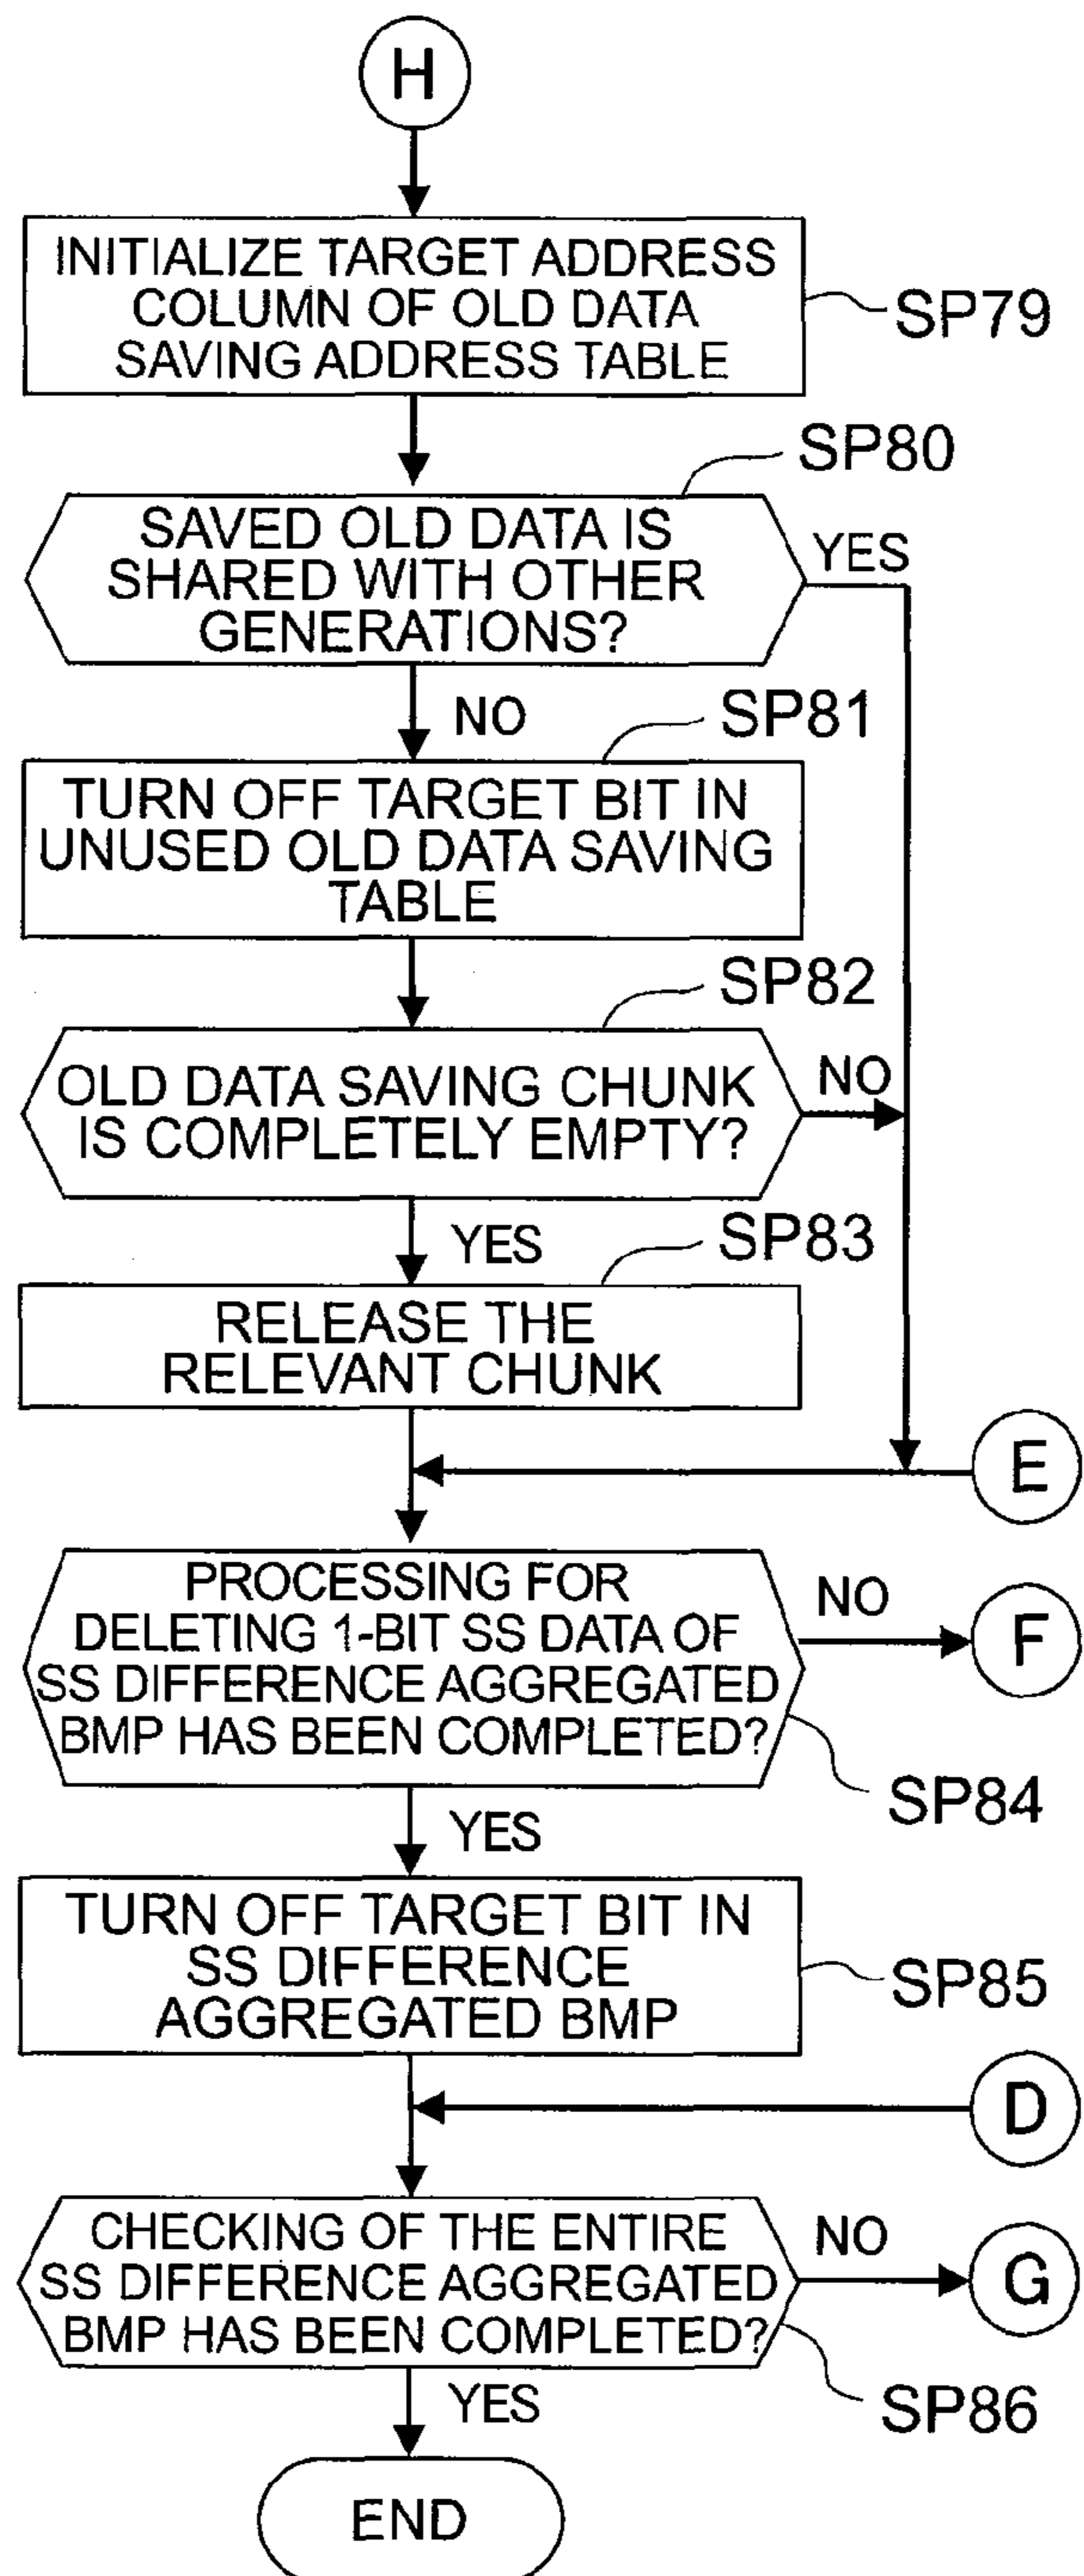 H
INITIALIZE TARGET ADDRESS
COLUMN OF OLD DATA
SAVING ADDRESS TABLE
SP79
SP80
SAVED OLD DATA IS
SHARED WITH OTHER
GENERATIONS?
YES
NO
SP81
TURN OFF TARGET BIT IN
UNUSED OLD DATA SAVING
TABLE
SP82
OLD DATA SAVING CHUNK
IS COMPLETELY EMPTY?
NO
YES
SP83
RELEASE THE
RELEVANT CHUNK
E
PROCESSING FOR
DELETING 1-BIT SS DATA OF
SS DIFFERENCE AGGREGATED
BMP HAS BEEN COMPLETED?
NO
F
SP84
YES
TURN OFF TARGET BIT IN
SS DIFFERENCE
AGGREGATED BMP
SP85
D
CHECKING OF THE ENTIRE
SS DIFFERENCE AGGREGATED
BMP HAS BEEN COMPLETED?
NO
G
SP86
YES
END